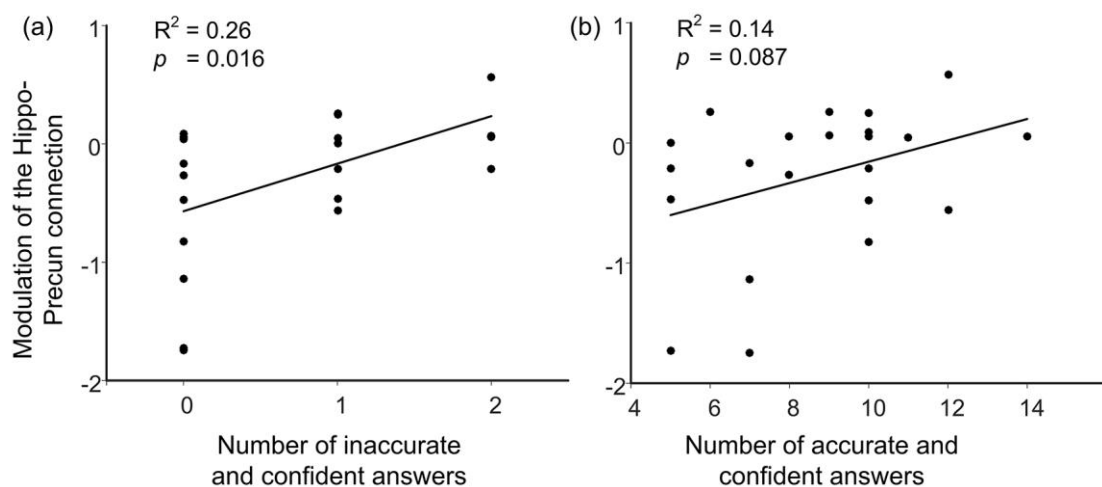 (a)
R² = 0.26
p = 0.016
Modulation of the Hippo-
Precun connection
1
0
-1
-2
0 1 2
Number of inaccurate
and confident answers
(b)
R² = 0.14
p = 0.087
1
0
-1
-2
4 6 8 10 12 14
Number of accurate and
confident answers